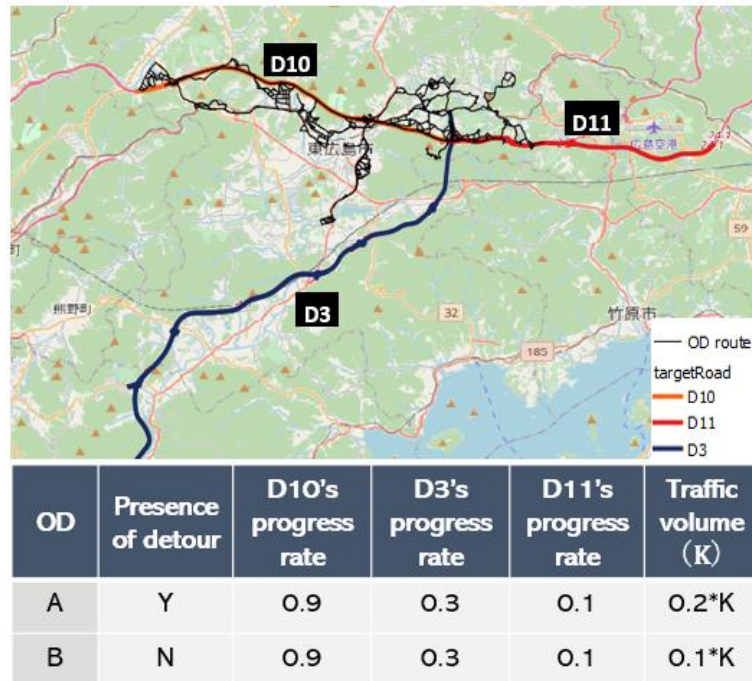 D10
D11
東広島市
広島空港
59
D3
熊野町
32
竹原市
185
町
OD route
targetRoad
D10
D11
D3
OD
Presence of detour
D10's progress rate
D3's progress rate
D11's progress rate
Traffic volume (K)
A
Y
0.9
0.3
0.1
0.2*K
B
N
0.9
0.3
0.1
0.1*K